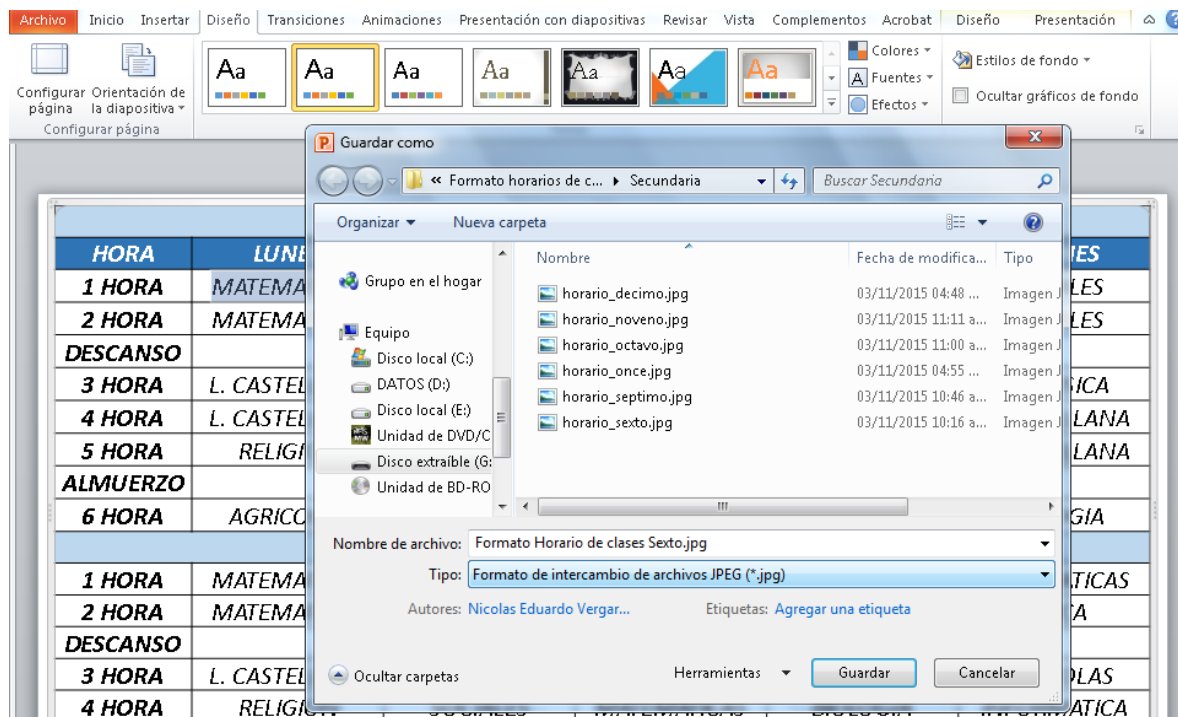 Archivo Inicio Insertar Diseño Transiciones Animaciones Presentación con diapositivas Revisar Vista Complementos Acrobat Diseño Presentación
Aa Aa Aa Aa Aa Aa Aa
Colores
Fuentes
Efectos
Estilos de fondo
Ocultar gráficos de fondo
Configurar página
Orientación de la diapositiva
Configurar página
Guardar como
« Formato horarios de c... Secundaria
Buscar Secundaria
Organizar Nueva carpeta
Grupo en el hogar
Equipo
Disco local (C:)
DATOS (D:)
Disco local (E:)
Unidad de DVD/C
Disco extraíble (G:
Unidad de BD-RO
Nombre Fecha de modifica... Tipo
horario_decimo.jpg 03/11/2015 04:48 ... Imagen J
horario_noveno.jpg 03/11/2015 11:11 a... Imagen J
horario_octavo.jpg 03/11/2015 11:00 a... Imagen J
horario_once.jpg 03/11/2015 04:55 ... Imagen J
horario_septimo.jpg 03/11/2015 10:46 a... Imagen J
horario_sexto.jpg 03/11/2015 10:16 a... Imagen J
Nombre de archivo: Formato Horario de clases Sexto.jpg
Tipo: Formato de intercambio de archivos JPEG (*.jpg)
Autores: Nicolas Eduardo Vergar... Etiquetas: Agregar una etiqueta
Ocultar carpetas Herramientas Guardar Cancelar
HORA LUNE IES
1 HORA MATEMA LES
2 HORA MATEMA LES
DESCANSO
3 HORA L. CASTEL ICA
4 HORA L. CASTEL LANA
5 HORA RELIGI LANA
ALMUERZO
6 HORA AGRICO GIA
1 HORA MATEMA TICAS
2 HORA MATEMA A
DESCANSO
3 HORA L. CASTEL LAS
4 HORA RELIGION SOCIALES MATEMATICAS BIOLOGIA INFORMATICA